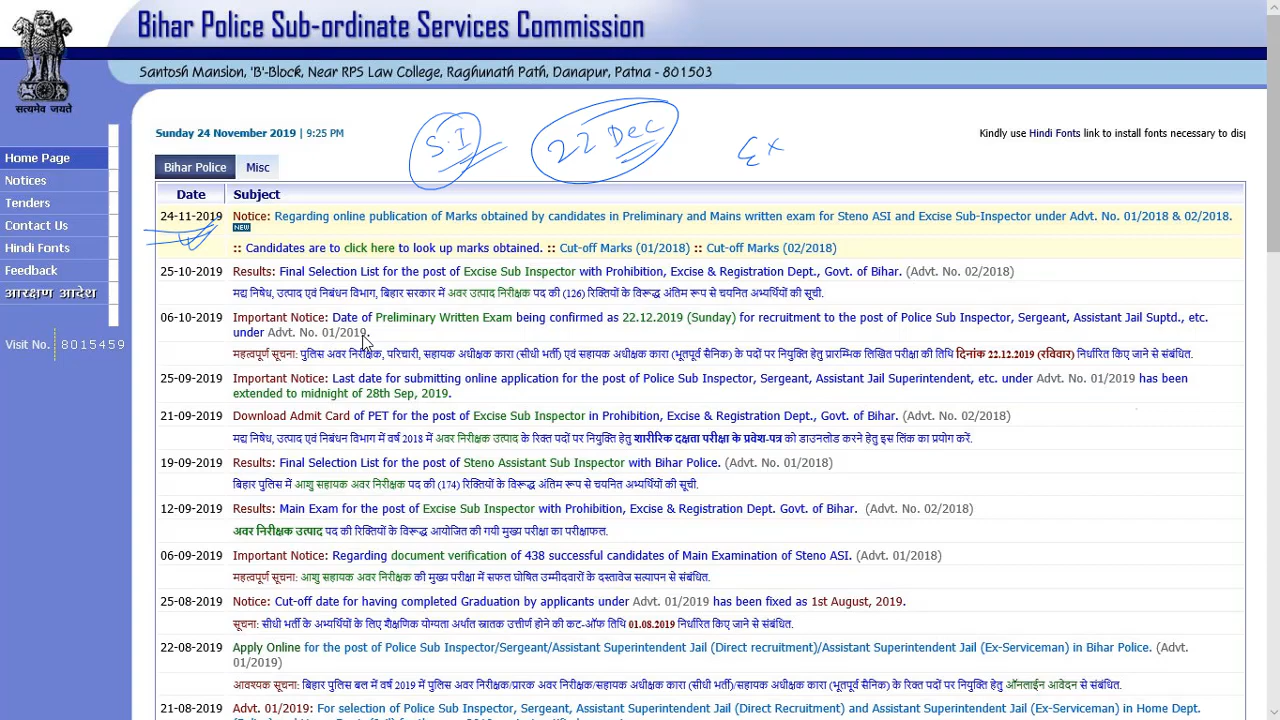 Bihar Police Sub-ordinate Services Commission
Santosh Mansion, 'B'-Block, Near RPS Law College, Raghunath Path, Danapur, Patna - 801503
सत्यमेव जयते
Sunday 24 November 2019 | 9:25 PM
Kindly use Hindi Fonts link to install fonts necessary to disp
S.I
22 Dec
Ex
Home Page
Notices
Tenders
Contact Us
Hindi Fonts
Feedback
आरक्षण आदेश
Visit No. 8015459
Bihar Police Misc
Date Subject
24-11-2019 Notice: Regarding online publication of Marks obtained by candidates in Preliminary and Mains written exam for Steno ASI and Excise Sub-Inspector under Advt. No. 01/2018 & 02/2018.
NEW
:: Candidates are to click here to look up marks obtained. :: Cut-off Marks (01/2018) :: Cut-off Marks (02/2018)
25-10-2019 Results: Final Selection List for the post of Excise Sub Inspector with Prohibition, Excise & Registration Dept., Govt. of Bihar. (Advt. No. 02/2018)
मद्य निषेध, उत्पाद एवं निबंधन विभाग, बिहार सरकार में अवर उत्पाद निरीक्षक पद की (126) रिक्तियों के विरूद्ध अंतिम रूप से चयनित अभ्यर्थियों की सूची.
06-10-2019 Important Notice: Date of Preliminary Written Exam being confirmed as 22.12.2019 (Sunday) for recruitment to the post of Police Sub Inspector, Sergeant, Assistant Jail Suptd., etc.
under Advt. No. 01/2019.
महत्वपूर्ण सूचना: पुलिस अवर निरीक्षक, परिचारी, सहायक अधीक्षक कारा (सीधी भर्ती) एवं सहायक अधीक्षक कारा (भूतपूर्व सैनिक) के पदों पर नियुक्ति हेतु प्रारम्भिक लिखित परीक्षा की तिथि दिनांक 22.12.2019 (रविवार) निर्धारित किए जाने से संबंधित.
25-09-2019 Important Notice: Last date for submitting online application for the post of Police Sub Inspector, Sergeant, Assistant Jail Superintendent, etc. under Advt. No. 01/2019 has been
extended to midnight of 28th Sep, 2019.
21-09-2019 Download Admit Card of PET for the post of Excise Sub Inspector in Prohibition, Excise & Registration Dept., Govt. of Bihar. (Advt. No. 02/2018)
मद्य निषेध, उत्पाद एवं निबंधन विभाग में वर्ष 2018 में अवर निरीक्षक उत्पाद के रिक्त पदों पर नियुक्ति हेतु शारीरिक दक्षता परीक्षा के प्रवेश-पत्र को डाउनलोड करने हेतु इस लिंक का प्रयोग करें.
19-09-2019 Results: Final Selection List for the post of Steno Assistant Sub Inspector with Bihar Police. (Advt. No. 01/2018)
बिहार पुलिस में आशु सहायक अवर निरीक्षक पद की (174) रिक्तियों के विरूद्ध अंतिम रूप से चयनित अभ्यर्थियों की सूची.
12-09-2019 Results: Main Exam for the post of Excise Sub Inspector with Prohibition, Excise & Registration Dept. Govt. of Bihar. (Advt. No. 02/2018)
अवर निरीक्षक उत्पाद पद की रिक्तियों के विरूद्ध आयोजित की गयी मुख्य परीक्षा का परीक्षाफल.
06-09-2019 Important Notice: Regarding document verification of 438 successful candidates of Main Examination of Steno ASI. (Advt. 01/2018)
महत्वपूर्ण सूचना: आशु सहायक अवर निरीक्षक की मुख्य परीक्षा में सफल घोषित उम्मीदवारों के दस्तावेज सत्यापन से संबंधित.
25-08-2019 Notice: Cut-off date for having completed Graduation by applicants under Advt. 01/2019 has been fixed as 1st August, 2019.
सूचना: सीधी भर्ती के अभ्यर्थियों के लिए शैक्षणिक योग्यता अर्थात स्नातक उत्तीर्ण होने की कट-ऑफ तिथि 01.08.2019 निर्धारित किए जाने से संबंधित.
22-08-2019 Apply Online for the post of Police Sub Inspector/Sergeant/Assistant Superintendent Jail (Direct recruitment)/Assistant Superintendent Jail (Ex-Serviceman) in Bihar Police. (Advt.
01/2019)
आवश्यक सूचना: बिहार पुलिस बल में वर्ष 2019 में पुलिस अवर निरीक्षक/प्रारक अवर निरीक्षक/सहायक अधीक्षक (सीधी भर्ती)/सहायक अधीक्षक कारा (भूतपूर्व सैनिक) के रिक्त पदों पर नियुक्ति हेतु ऑनलाईन आवेदन से संबंधित.
21-08-2019 Advt. 01/2019: For selection of Police Sub Inspector, Sergeant, Assistant Superintendent Jail (Direct Recruitment) and Assistant Superintendent Jail (Ex-Serviceman) in Home Dept.